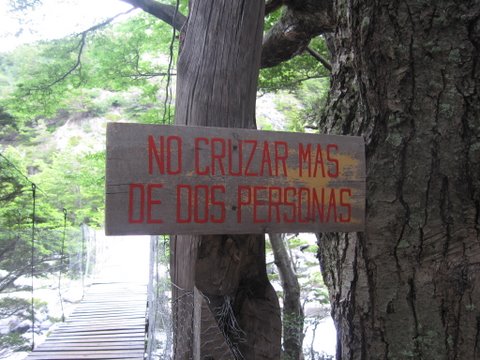 NO CRUZAR MAS
DE DOS PERSONAS